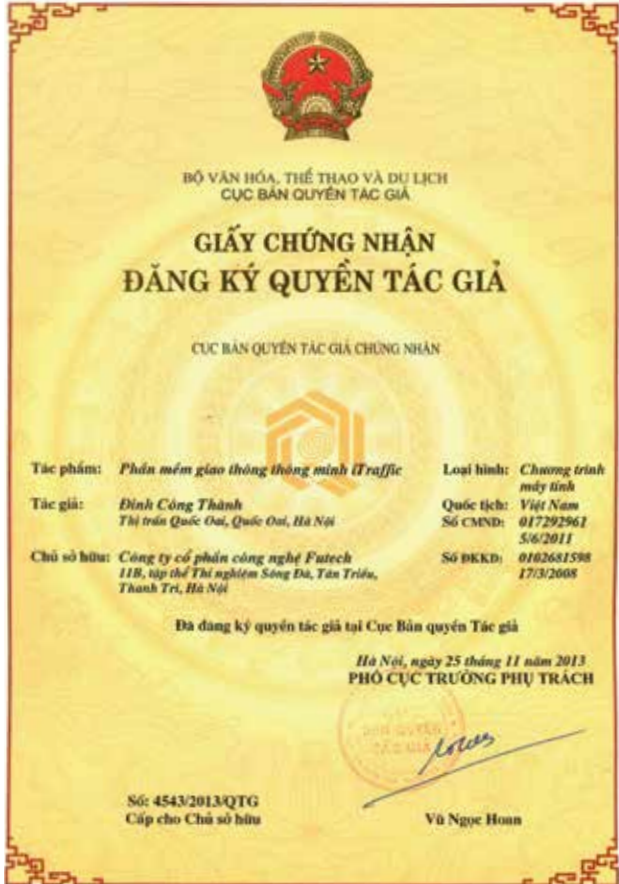 BỘ VĂN HÓA, THỂ THAO VÀ DU LỊCH
CỤC BẢN QUYỀN TÁC GIẢ
GIẤY CHỨNG NHẬN
ĐĂNG KÝ QUYỀN TÁC GIẢ
CỤC BẢN QUYỀN TÁC GIẢ CHỨNG NHẬN
Tác phẩm: Phần mềm giao thông thông minh iTraffic Loại hình: Chương trình
máy tính
Tác giả: Đinh Công Thành Quốc tịch: Việt Nam
Thị trấn Quốc Oai, Quốc Oai, Hà Nội Số CMND: 017292961
5/6/2011
Chủ sở hữu: Công ty cổ phần công nghệ Futech Số ĐKKD: 0102681598
11B, tập thể Thí nghiệm Sông Đà, Tân Triều, 17/3/2008
Thanh Trì, Hà Nội
Đã đăng ký quyền tác giả tại Cục Bản quyền Tác giả
Hà Nội, ngày 25 tháng 11 năm 2013
PHÓ CỤC TRƯỞNG PHỤ TRÁCH
Số: 4543/2013/QTG
Cấp cho Chủ sở hữu Vũ Ngọc Hoan